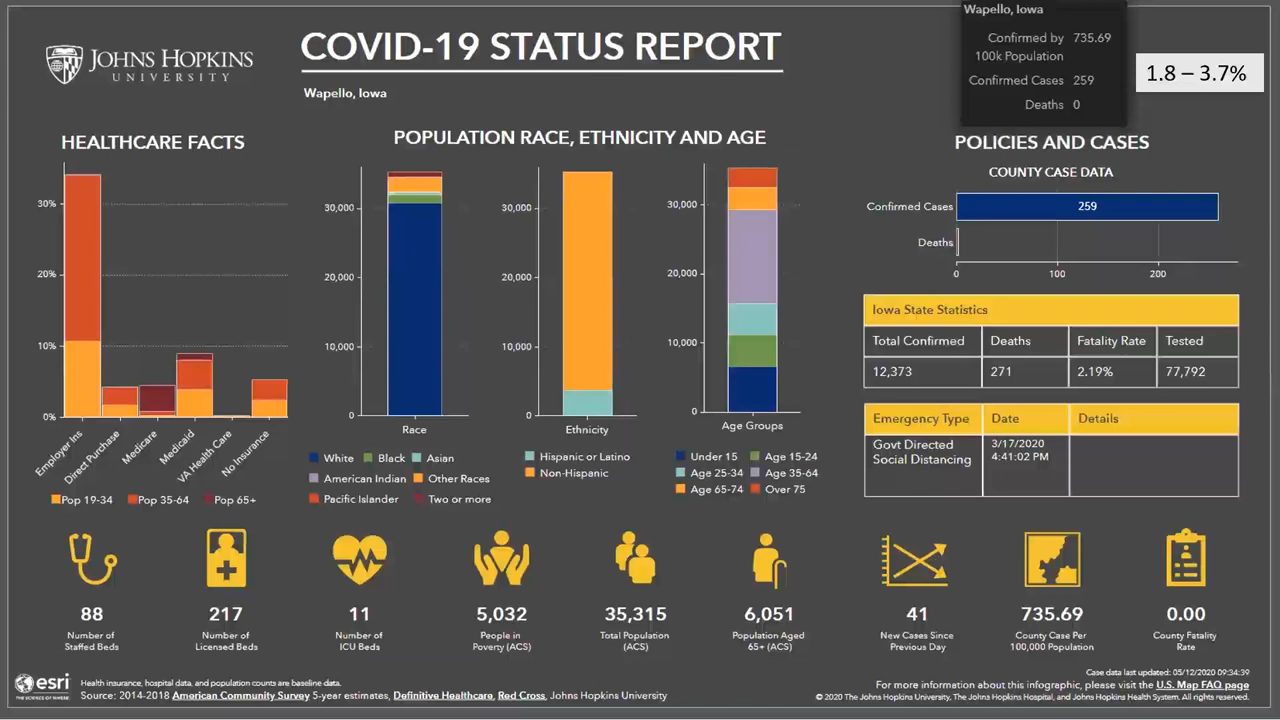 JOHNS HOPKINS
UNIVERSITY
COVID-19 STATUS REPORT
Wapello, Iowa
Wapello, Iowa
Confirmed by 735.69
100k Population
Confirmed Cases 259
Deaths 0
1.8 – 3.7%
HEALTHCARE FACTS
30%
20%
10%
0%
Employer Ins
Direct Purchase
Medicare
Medicaid
VA Health Care
No Insurance
Pop 19-34 Pop 35-64 Pop 65+
POPULATION RACE, ETHNICITY AND AGE
30,000
20,000
10,000
0
Race
White Black Asian
American Indian Other Races
Pacific Islander Two or more
30,000
20,000
10,000
0
Ethnicity
Hispanic or Latino
Non-Hispanic
30,000
20,000
10,000
0
Age Groups
Under 15 Age 15-24
Age 25-34 Age 35-64
Age 65-74 Over 75
POLICIES AND CASES
COUNTY CASE DATA
Confirmed Cases 259
Deaths
0 100 200
Iowa State Statistics
Total Confirmed Deaths Fatality Rate Tested
12,373 271 2.19% 77,792
Emergency Type Date Details
Govt Directed 3/17/2020
Social Distancing 4:41:02 PM
88
Number of
Staffed Beds
217
Number of
Licensed Beds
11
Number of
ICU Beds
5,032
People in
Poverty (ACS)
35,315
Total Population
(ACS)
6,051
Population Aged
65+ (ACS)
41
New Cases Since
Previous Day
735.69
County Case Per
100,000 Population
0.00
County Fatality
Rate
esri
THE SCIENCE OF WHERE
Health insurance, hospital data, and population counts are baseline data.
Source: 2014-2018 American Community Survey 5-year estimates, Definitive Healthcare, Red Cross, Johns Hopkins University
Case data last updated: 05/12/2020 09:34:39
For more information about this infographic, please visit the U.S. Map FAQ page
© 2020 The Johns Hopkins University, The Johns Hopkins Hospital, and Johns Hopkins Health System. All rights reserved.